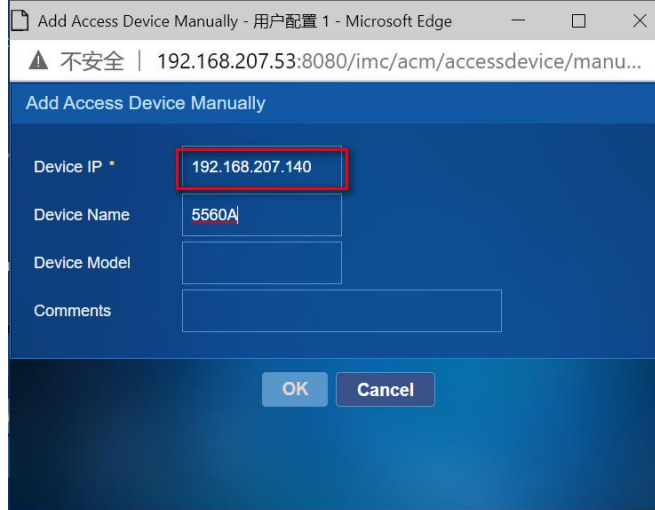 Add Access Device Manually - 用户配置 1 - Microsoft Edge
不安全 | 192.168.207.53:8080/imc/acm/accessdevice/manu...
Add Access Device Manually
Device IP *
192.168.207.140
Device Name
5560A
Device Model
Comments
OK
Cancel